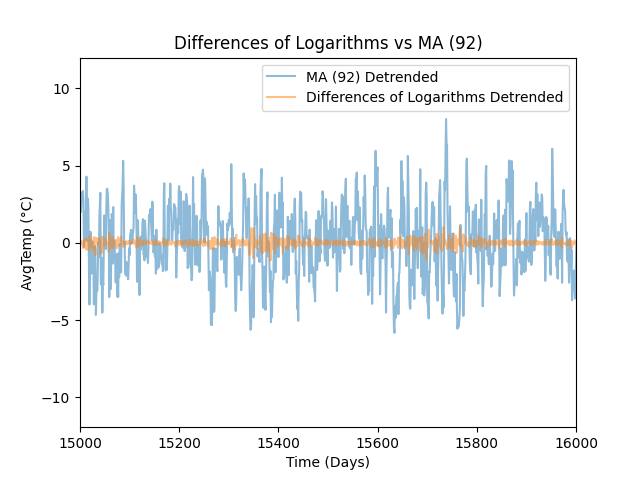 Differences of Logarithms vs MA (92)
MA (92) Detrended
Differences of Logarithms Detrended
AvgTemp (°C)
10
5
0
−5
−10
15000 15200 15400 15600 15800 16000
Time (Days)